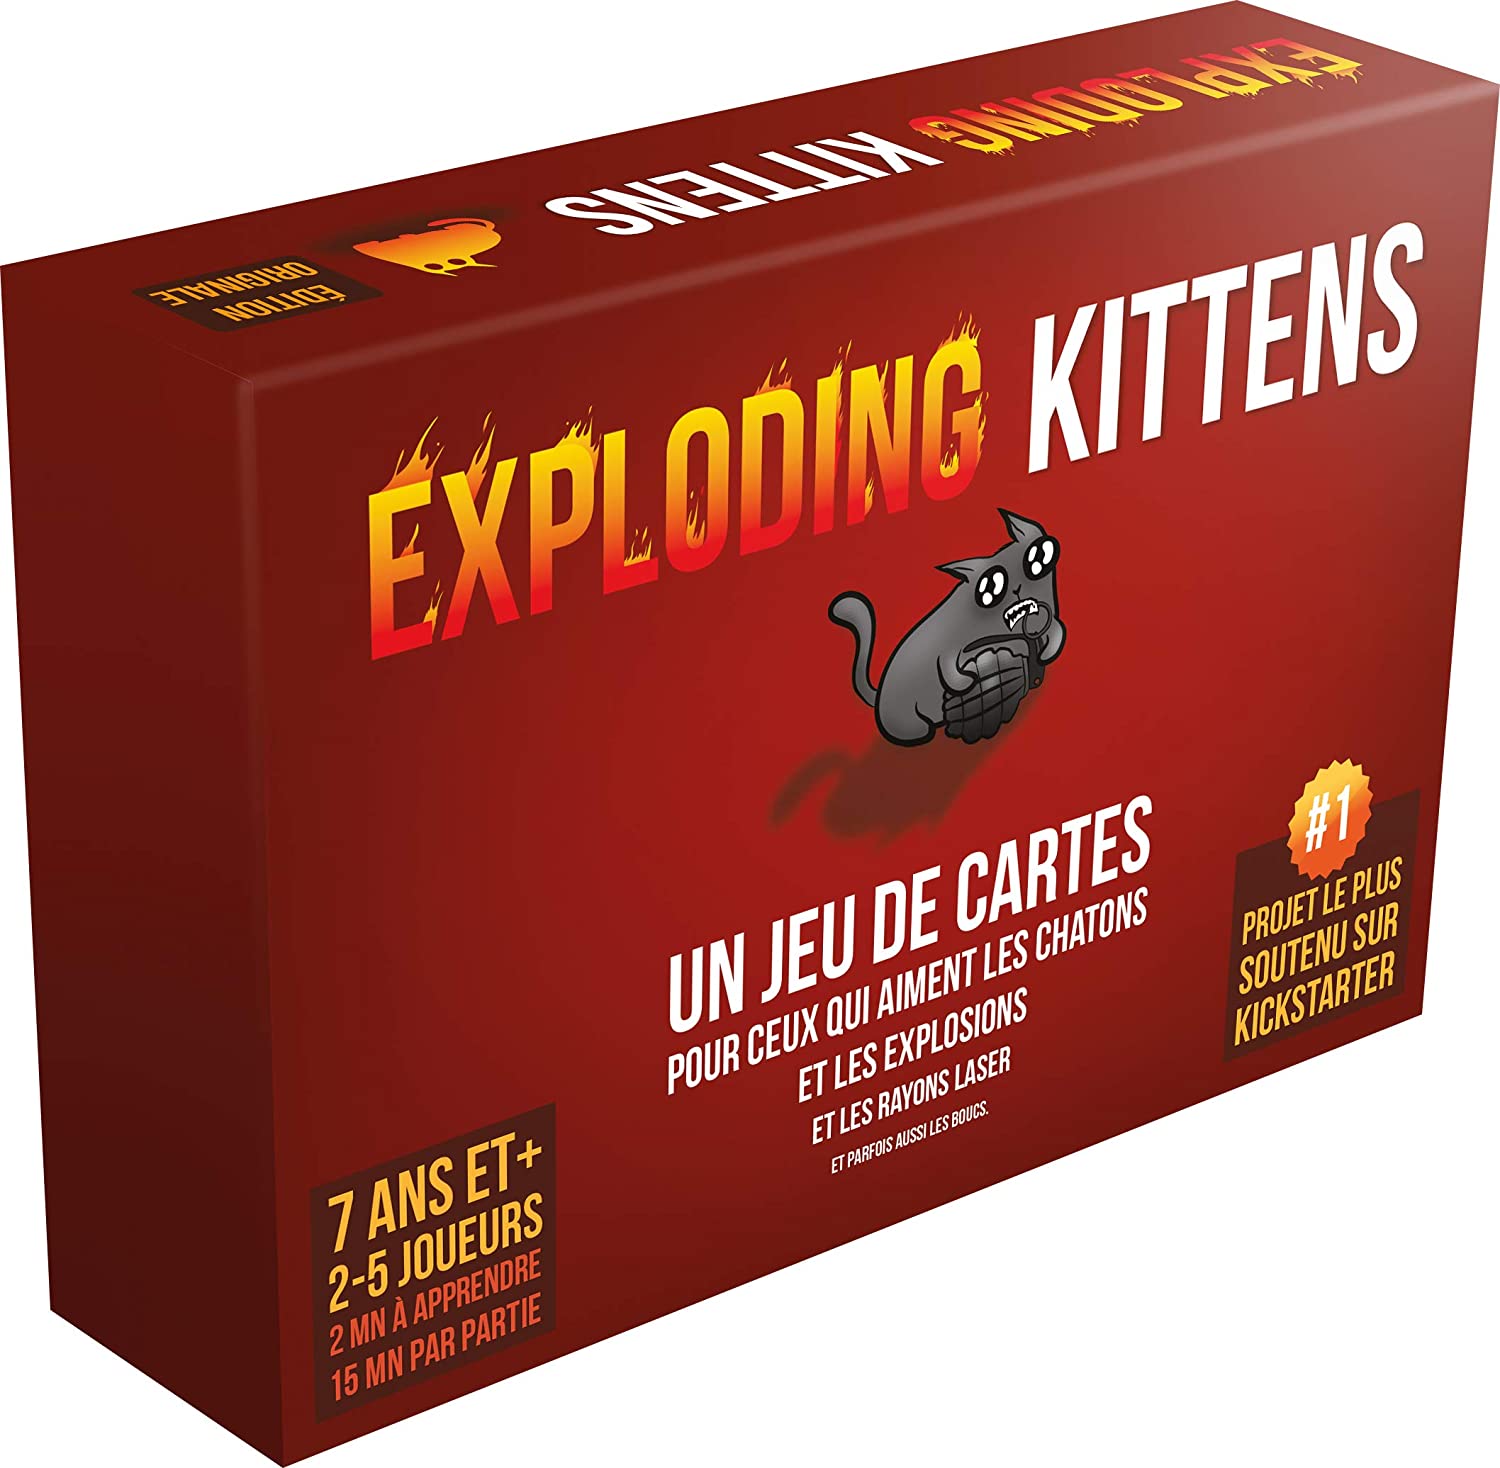 EXPLODING KITTENS
ÉDITION
ORIGINALE
EXPLODING KITTENS
UN JEU DE CARTES
POUR CEUX QUI AIMENT LES CHATONS
ET LES EXPLOSIONS
ET LES RAYONS LASER
ET PARFOIS AUSSI LES BOUCS.
#1
PROJET LE PLUS
SOUTENU SUR
KICKSTARTER
7 ANS ET+
2-5 JOUEURS
2 MN À APPRENDRE
15 MN PAR PARTIE